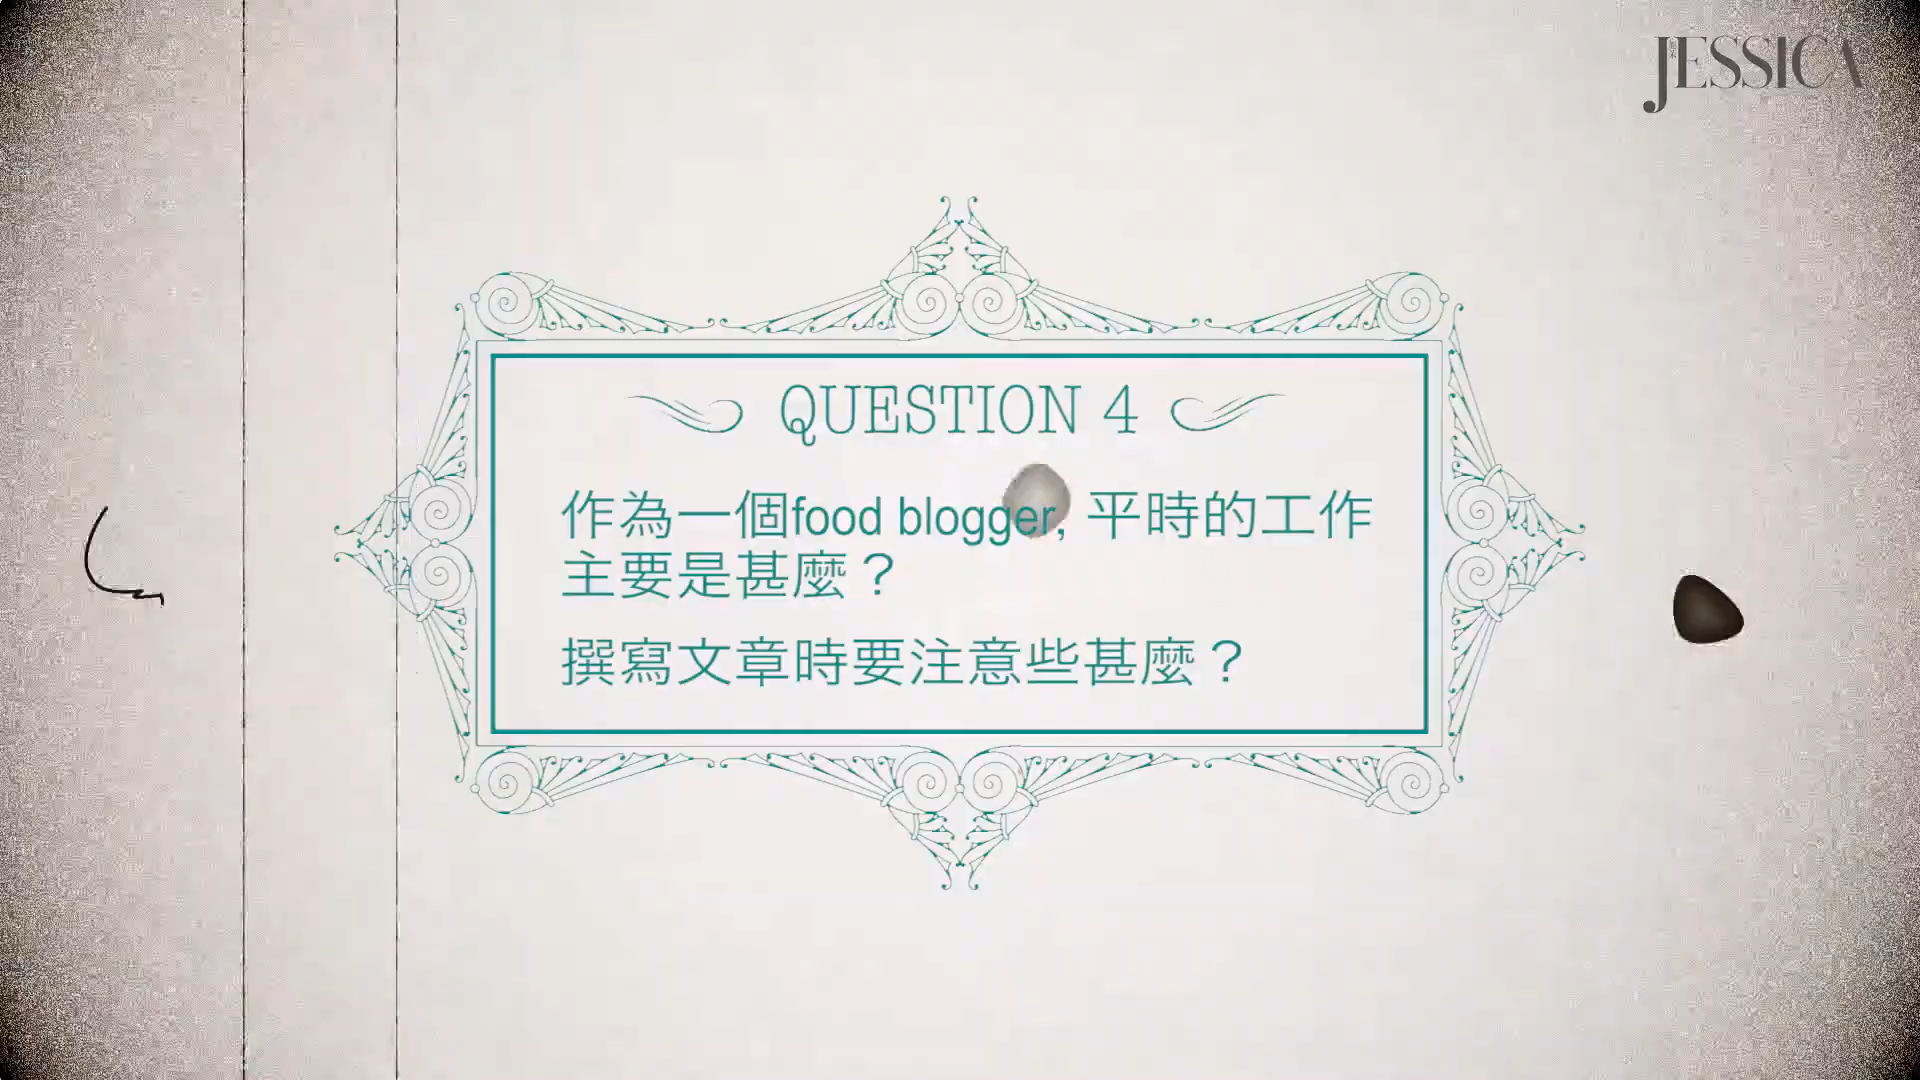 JESSICA
QUESTION 4
作為一個food blogger, 平時的工作
主要是甚麼？
撰寫文章時要注意些甚麼？